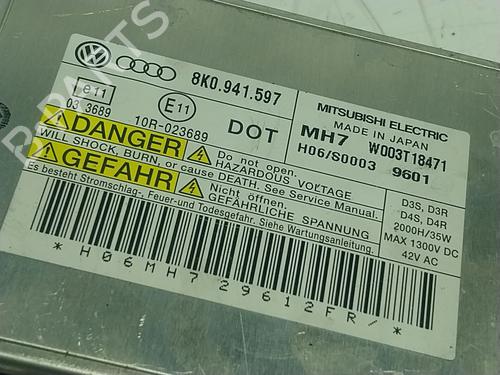 B-PARTS
8K0.941.597
e11
03 3689
E11
10R-023689
DOT
MITSUBISHI ELECTRIC
MADE IN JAPAN
MH7 W003T18471
H06/S0003 9601
DANGER
Do not open.
HAZARDOUS VOLTAGE
WILL SHOCK, BURN, or cause DEATH. See Service Manual.
GEFAHR
Nicht öffnen.
GEFÄHRLICHE SPANNUNG
Es besteht Stromschlag-, Feuer-und Todesgefahr. Siehe Wartungsanleitung.
D3S, D3R
D4S, D4R
2000H/35W
MAX 1300V DC
42V AC
*H06MH729612FR*